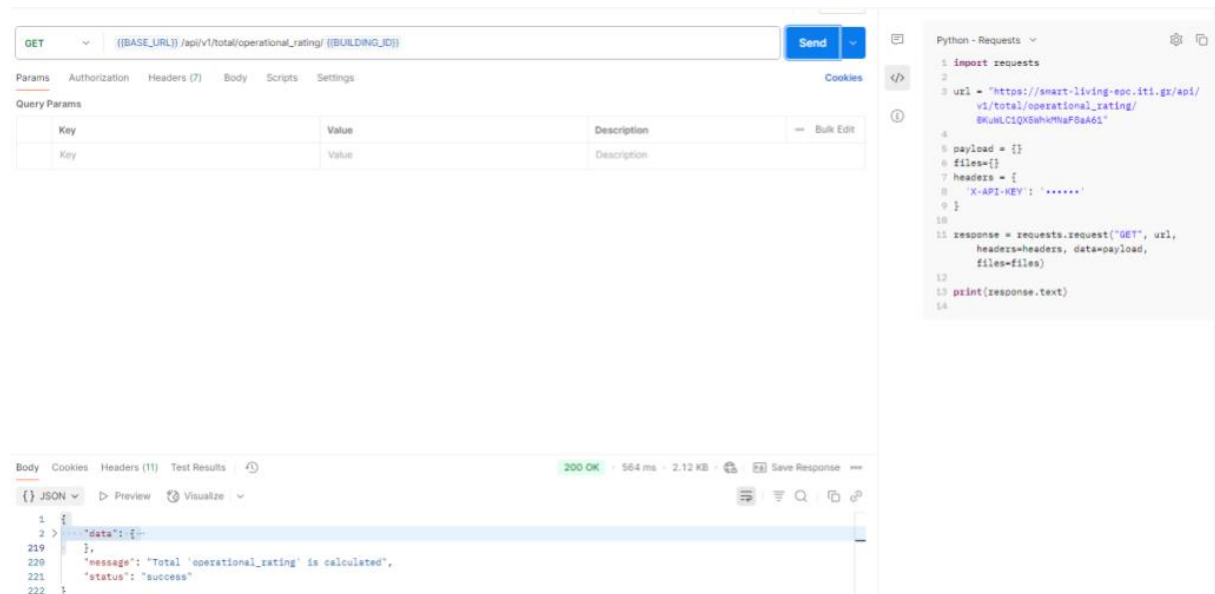 GET {{BASE_URL}} /api/v1/total/operational_rating/ {{BUILDING_ID}} Send
Params Authorization Headers (7) Body Scripts Settings Cookies
Query Params
Key Value Description Bulk Edit
Key Value Description
Python - Requests
1 import requests
2
3 url = "https://smart-living-epc.iti.gr/api/
v1/total/operational_rating/
4
5 payload = {}
6 files={}
7 headers = {
8 'X-API-KEY': '••••••'
9 }
10
11 response = requests.request("GET", url,
headers=headers, data=payload,
files=files)
12
13 print(response.text)
14
Body Cookies Headers (11) Test Results 200 OK 564 ms 2.12 KB Save Response
{} JSON Preview Visualize
1 {
2 "data": {
219 },
220 "message": "Total 'operational_rating' is calculated",
221 "status": "success"
222 }